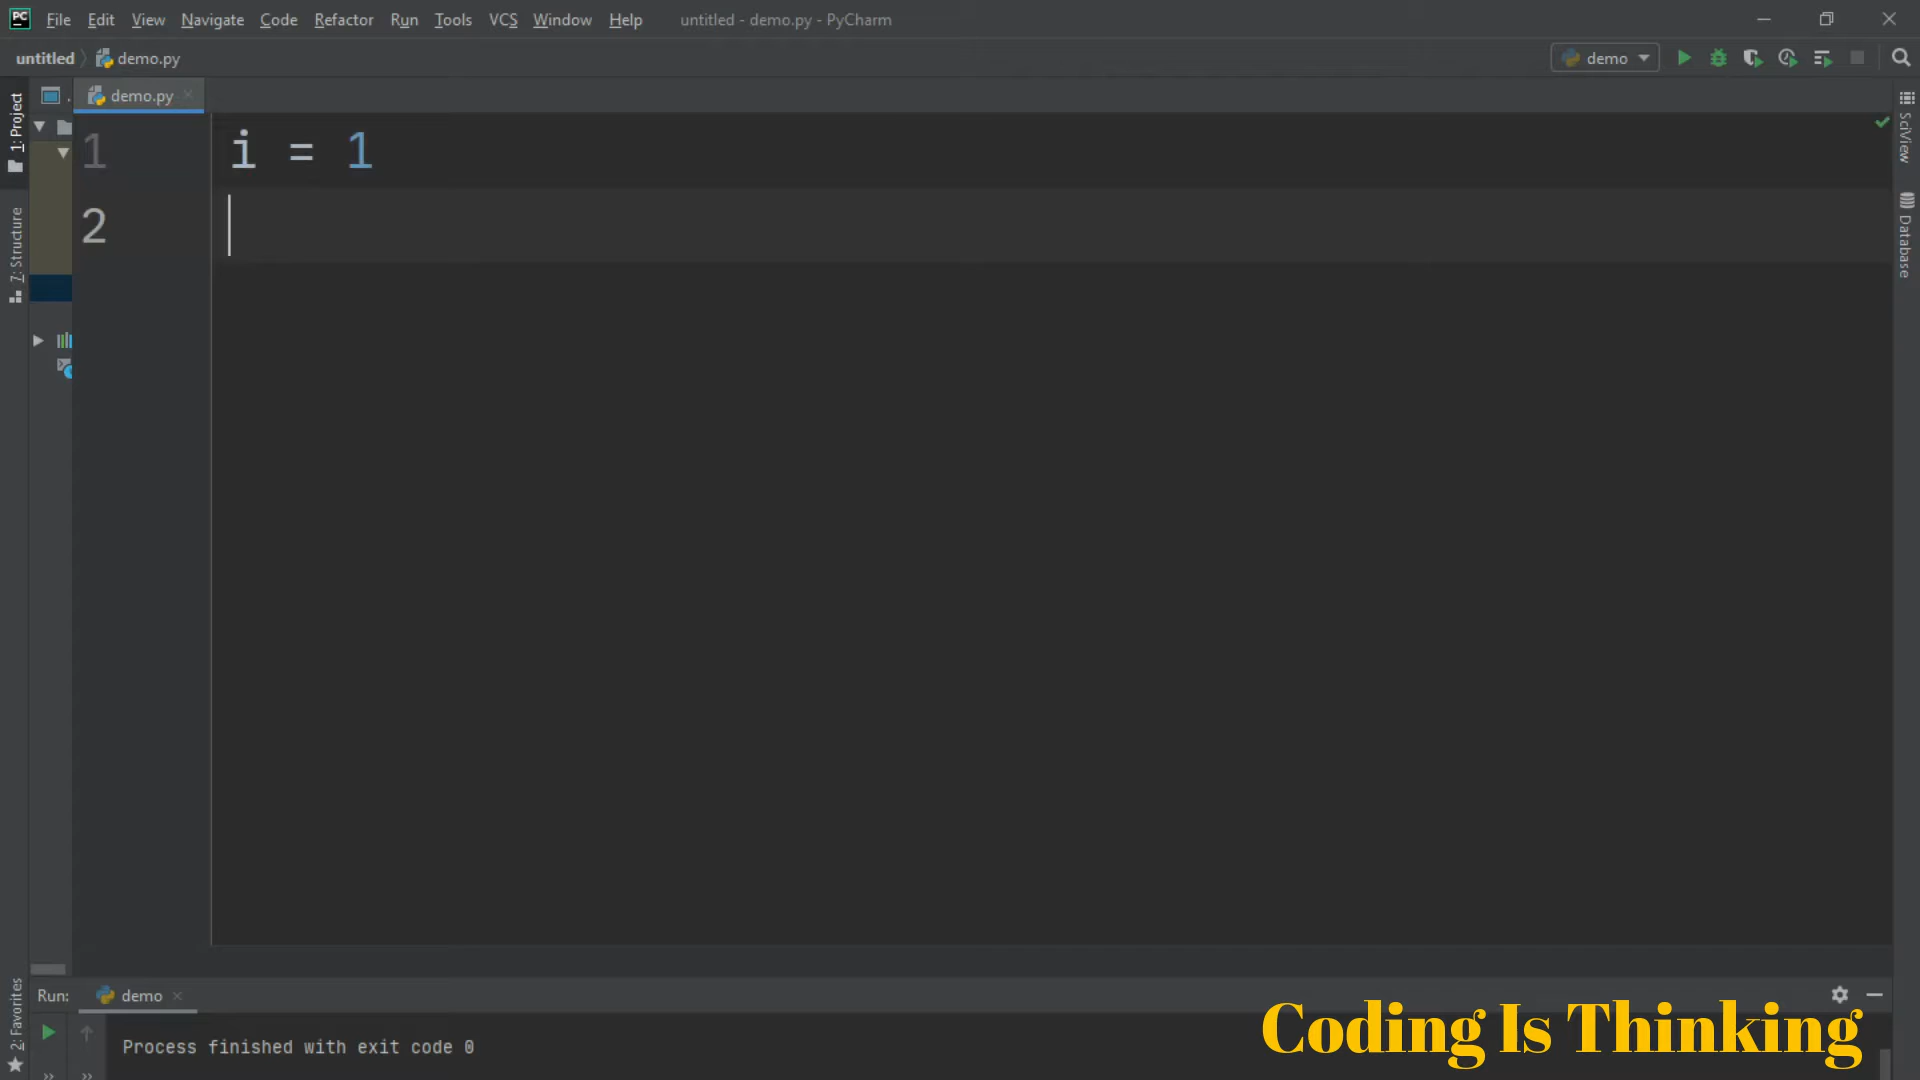 PC File Edit View Navigate Code Refactor Run Tools VCS Window Help untitled - demo.py - PyCharm
untitled demo.py demo
1: Project
demo.py
1 i = 1
2
7: Structure
SciView
Database
2: Favorites
Run: demo
Process finished with exit code 0
Coding Is Thinking